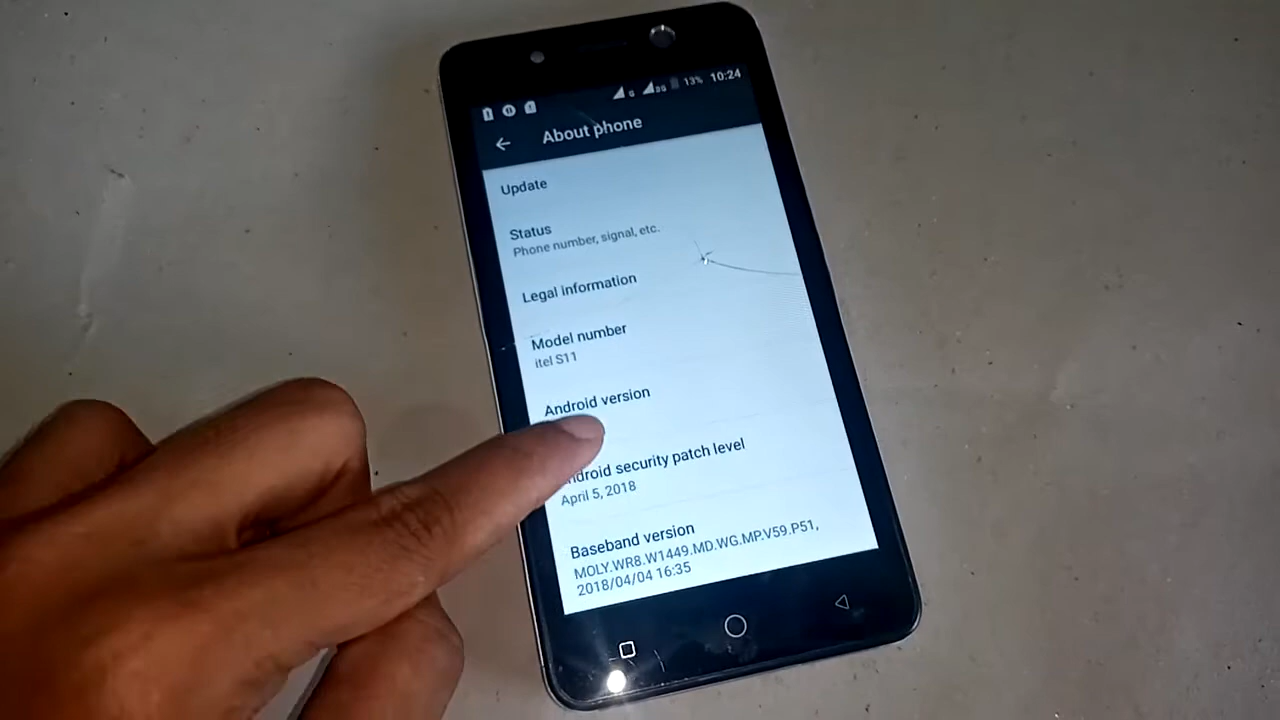 13% 10:24
About phone
Update
Status
Phone number, signal, etc.
Legal information
Model number
itel S11
Android version
ndroid security patch level
April 5, 2018
Baseband version
MOLY.WR8.W1449.MD.WG.MP.V59.P51,
2018/04/04 16:35